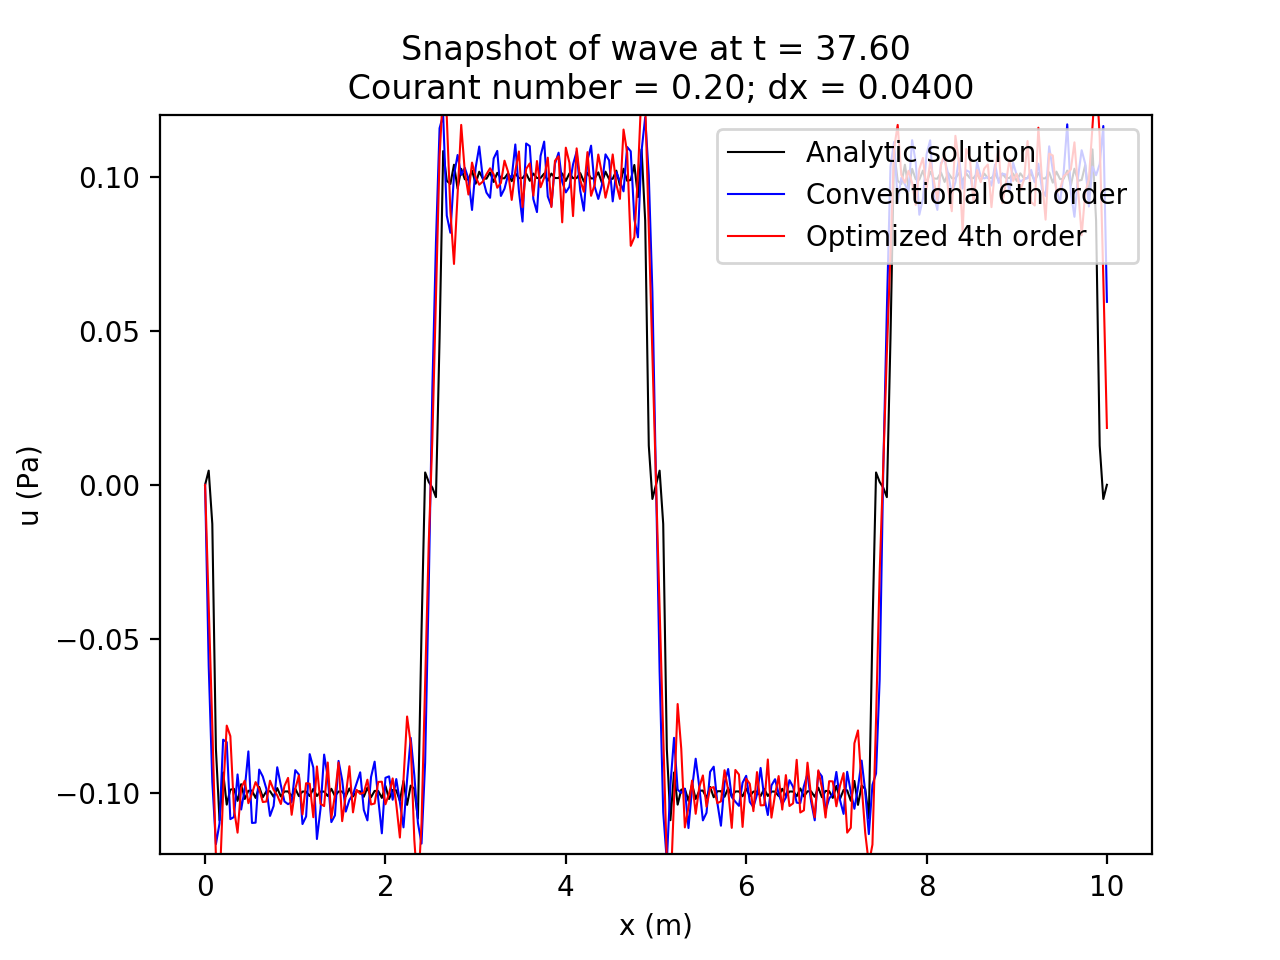 Snapshot of wave at t = 37.60
Courant number = 0.20; dx = 0.0400
Analytic solution
Conventional 6th order
Optimized 4th order
0.10
0.05
0.00
−0.05
−0.10
u (Pa)
0 2 4 6 8 10
x (m)